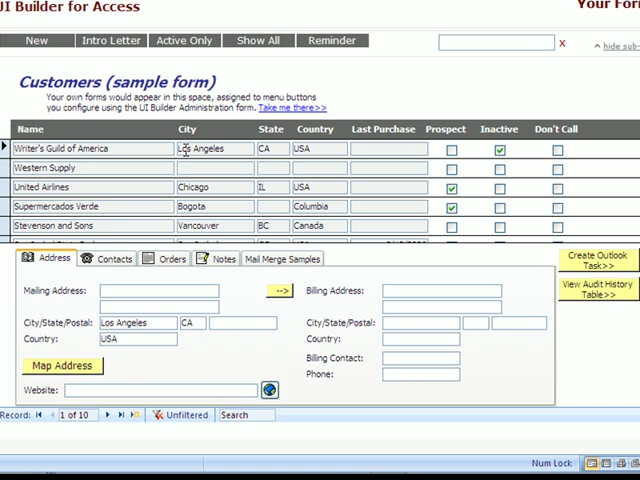 UI Builder for Access
Your For
New Intro Letter Active Only Show All Reminder
X
hide sub-
Customers (sample form)
Your own forms would appear in this space, assigned to menu buttons
you configure using the UI Builder Administration form. Take me there>>
Name City State Country Last Purchase Prospect Inactive Don't Call
Writer's Guild of America Los Angeles CA USA
Western Supply
United Airlines Chicago IL USA
Supermercados Verde Bogota Columbia
Stevenson and Sons Vancouver BC Canada
Address Contacts Orders Notes Mail Merge Samples
Create Outlook
Task>>
View Audit History
Table>>
Mailing Address: --> Billing Address:
City/State/Postal: Los Angeles CA City/State/Postal:
Country: USA Country:
Billing Contact:
Map Address
Phone:
Website:
Record: 1 of 10 Unfiltered Search
Num Lock